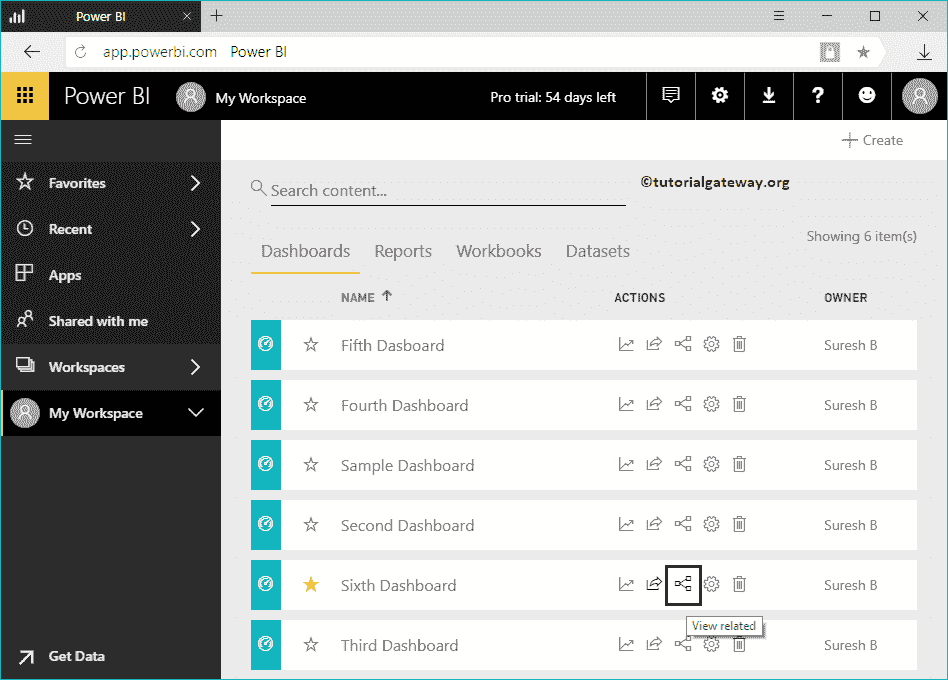 Power BI
app.powerbi.com Power BI
Power BI My Workspace Pro trial: 54 days left ?
Create
Favorites
Recent
Apps
Shared with me
Workspaces
My Workspace
Get Data
Search content...
©tutorialgateway.org
Showing 6 item(s)
Dashboards Reports Workbooks Datasets
NAME ACTIONS OWNER
Fifth Dasboard Suresh B
Fourth Dashboard Suresh B
Sample Dashboard Suresh B
Second Dashboard Suresh B
Sixth Dashboard Suresh B
View related
Third Dashboard Suresh B